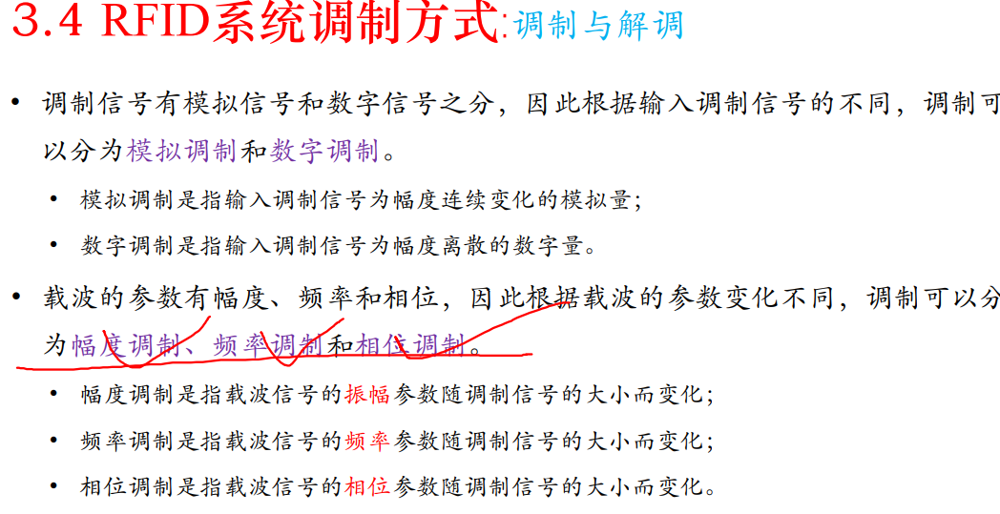 3.4 RFID系统调制方式:调制与解调
• 调制信号有模拟信号和数字信号之分，因此根据输入调制信号的不同，调制可
以分为模拟调制和数字调制。
• 模拟调制是指输入调制信号为幅度连续变化的模拟量；
• 数字调制是指输入调制信号为幅度离散的数字量。
• 载波的参数有幅度、频率和相位，因此根据载波的参数变化不同，调制可以分
为幅度调制、频率调制和相位调制。
• 幅度调制是指载波信号的振幅参数随调制信号的大小而变化；
• 频率调制是指载波信号的频率参数随调制信号的大小而变化；
• 相位调制是指载波信号的相位参数随调制信号的大小而变化。